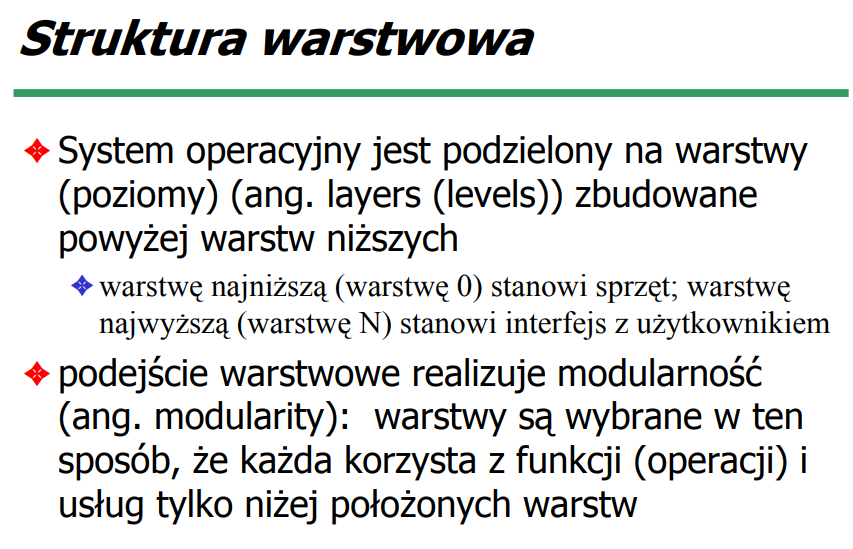 Struktura warstwowa
System operacyjny jest podzielony na warstwy
(poziomy) (ang. layers (levels)) zbudowane
powyżej warstw niższych
warstwę najniższą (warstwę 0) stanowi sprzęt; warstwę
najwyższą (warstwę N) stanowi interfejs z użytkownikiem
podejście warstwowe realizuje modularność
(ang. modularity):  warstwy są wybrane w ten
sposób, że każda korzysta z funkcji (operacji) i
usług tylko niżej położonych warstw